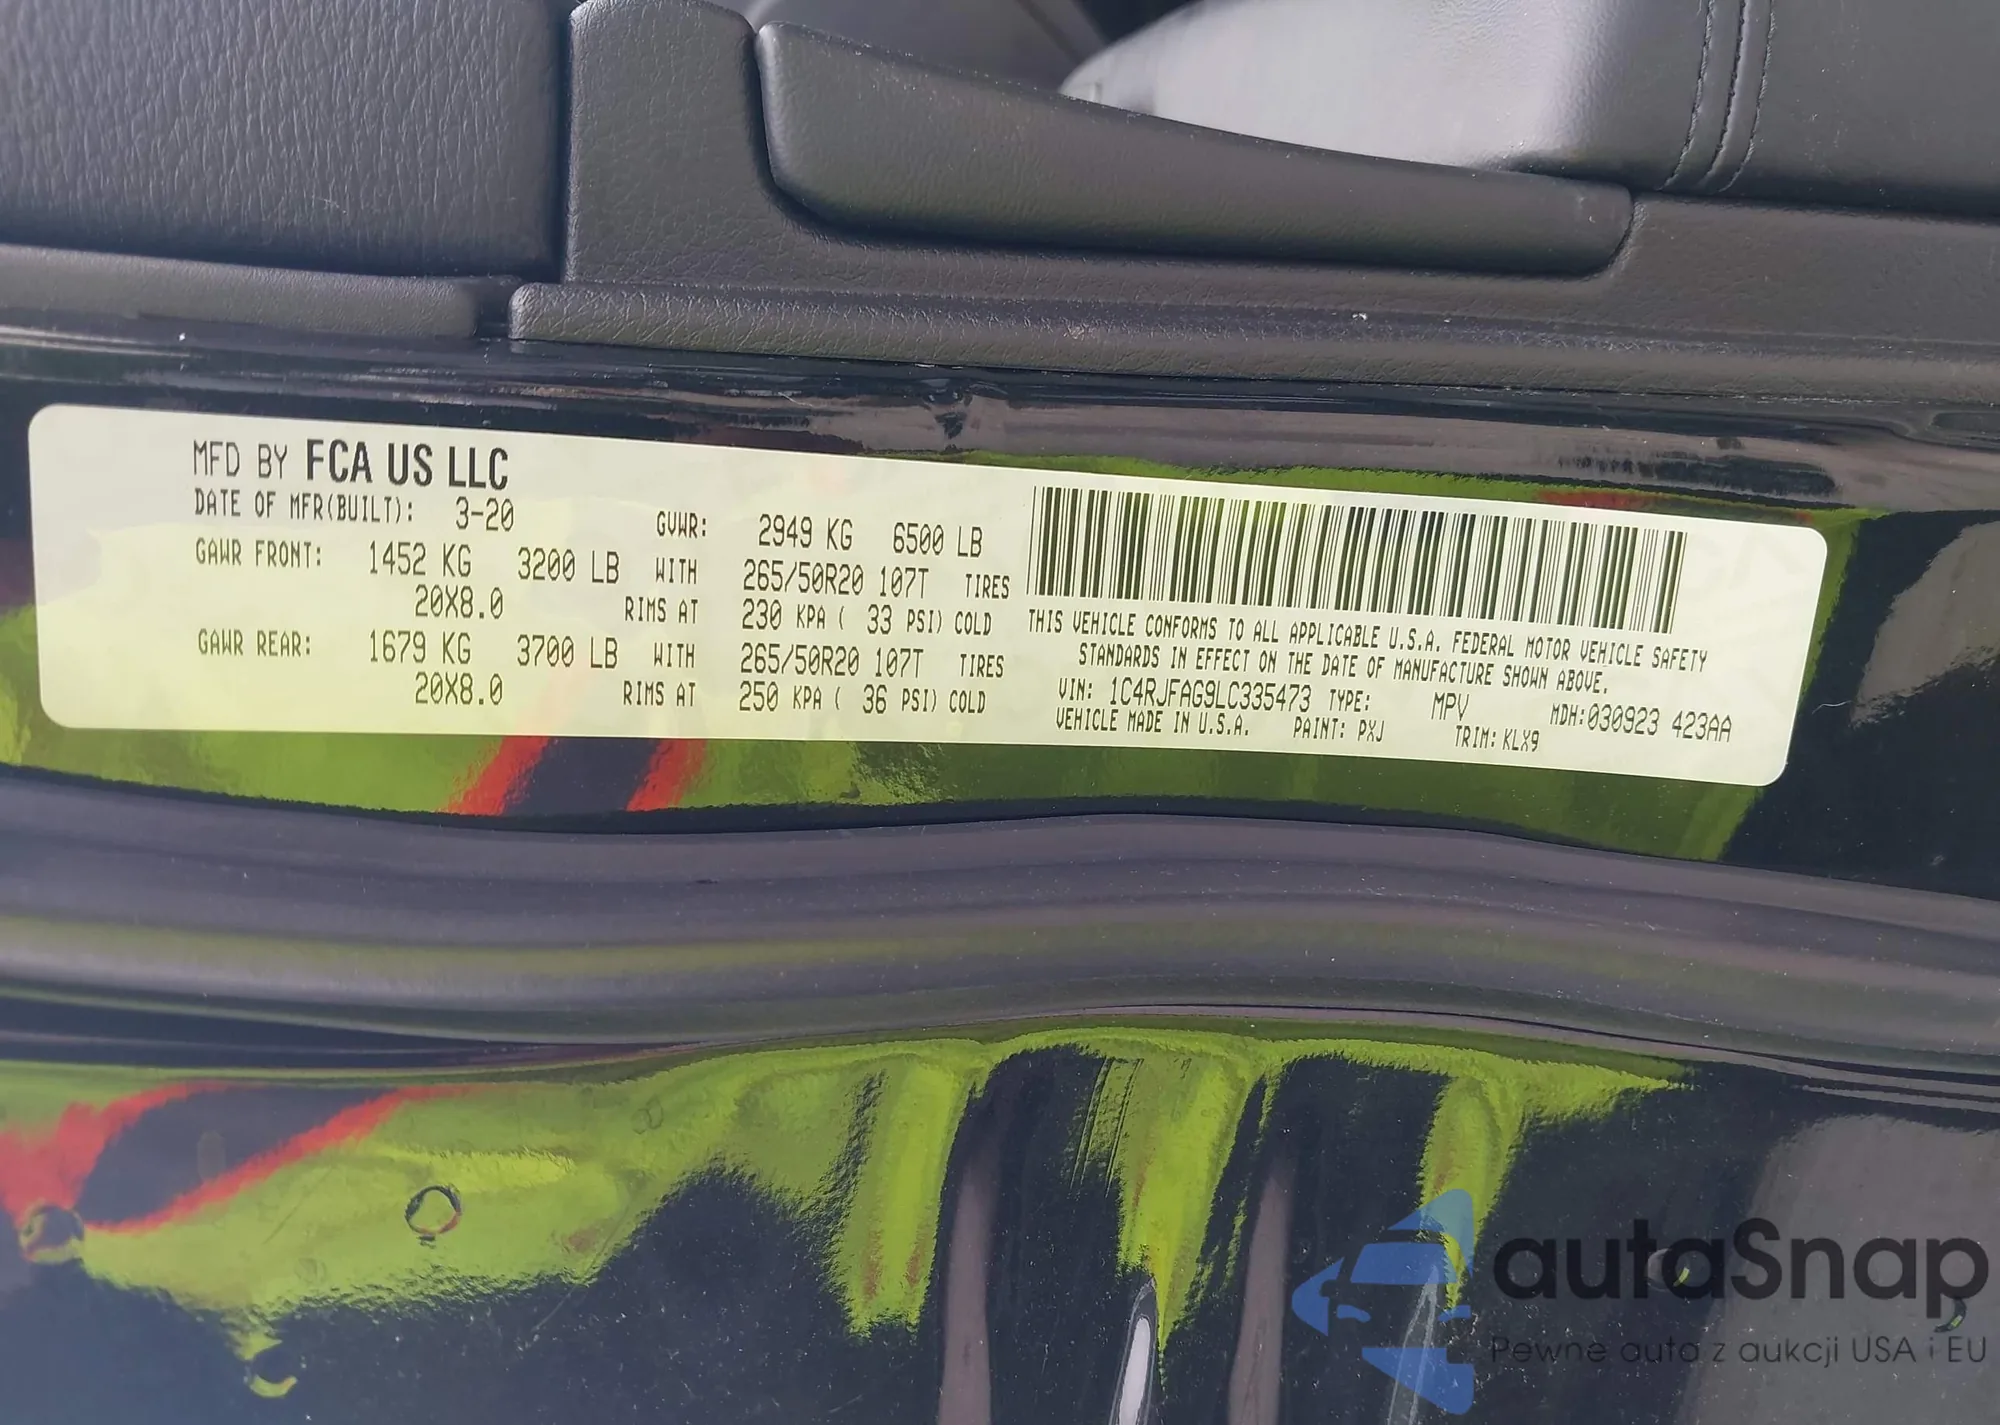 MFD BY FCA US LLC
DATE OF MFR(BUILT): 3-20 GVWR: 2949 KG 6500 LB
GAWR FRONT: 1452 KG 3200 LB WITH 265/50R20 107T TIRES
20X8.0 RIMS AT 230 KPA ( 33 PSI) COLD
GAWR REAR: 1679 KG 3700 LB WITH 265/50R20 107T TIRES
20X8.0 RIMS AT 250 KPA ( 36 PSI) COLD
THIS VEHICLE CONFORMS TO ALL APPLICABLE U.S.A. FEDERAL MOTOR VEHICLE SAFETY
STANDARDS IN EFFECT ON THE DATE OF MANUFACTURE SHOWN ABOVE.
VIN: 1C4RJFAG9LC335473 TYPE: MPV MDH:030923 423AA
VEHICLE MADE IN U.S.A. PAINT: PXJ TRIM: KLX9
autaSnap
Pewne auta z aukcji USA i EU